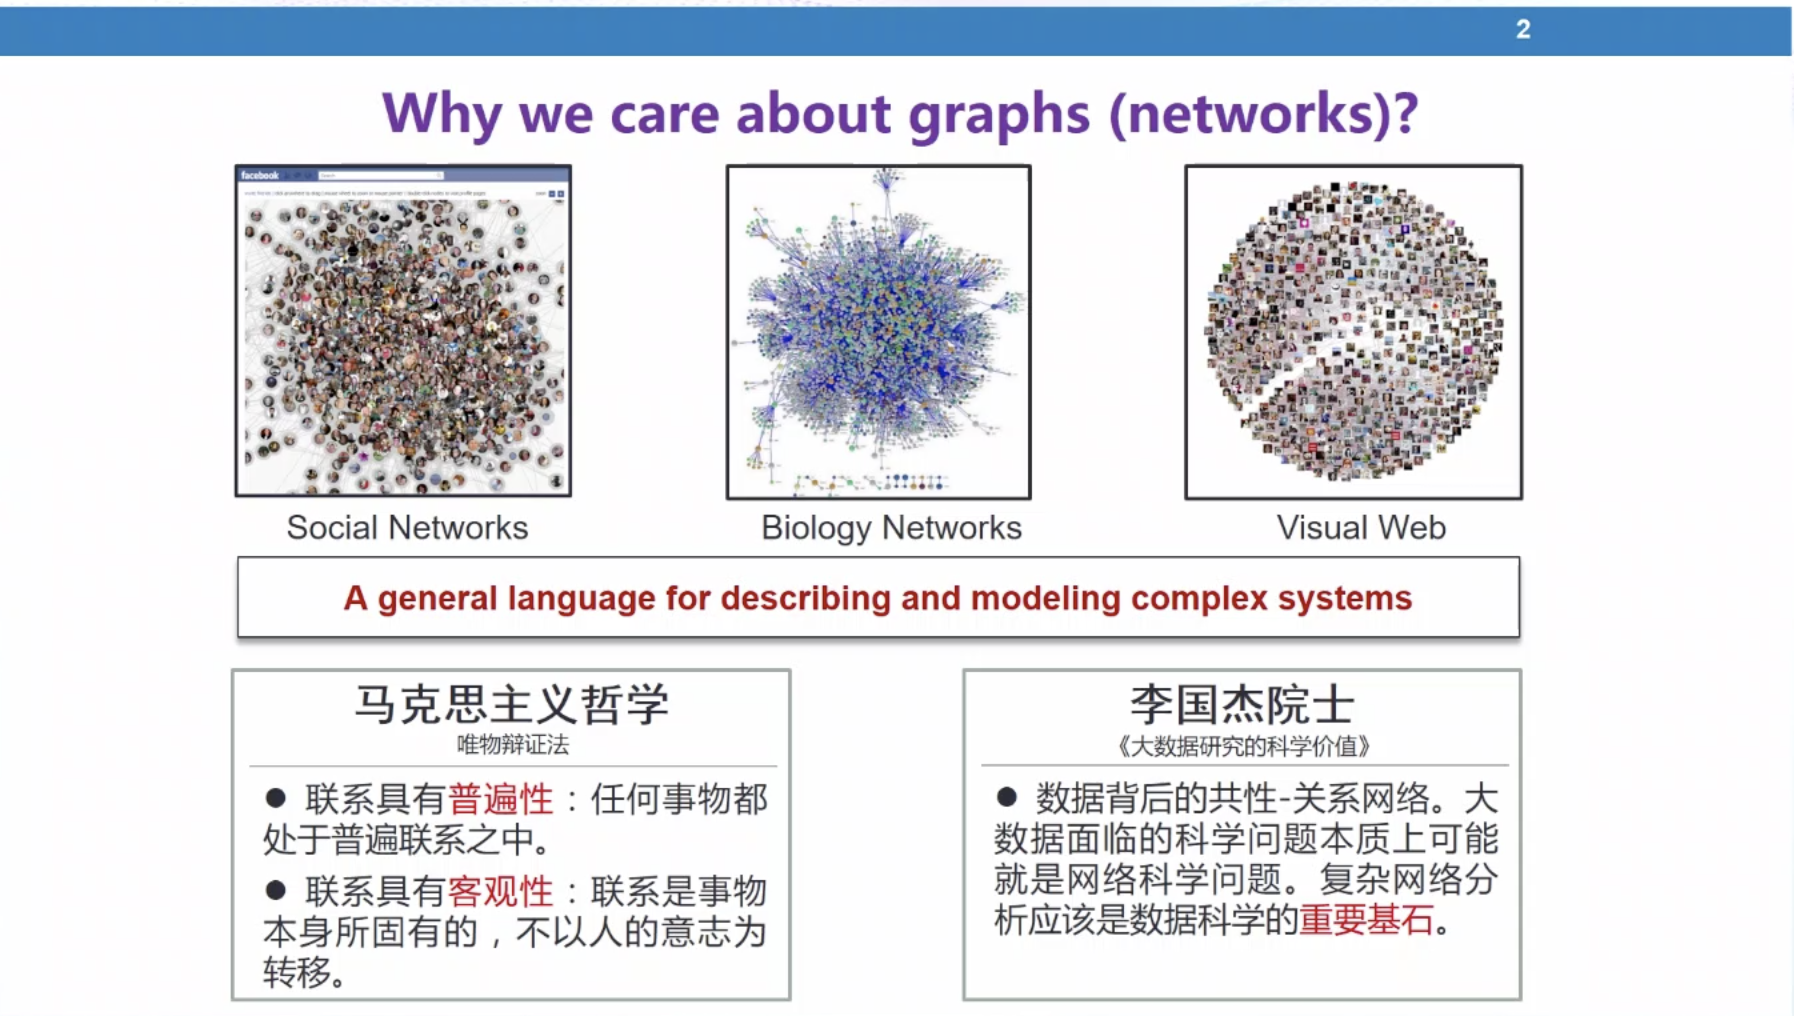 2
Why we care about graphs (networks)?
facebook
Search
Social Networks
Biology Networks
Visual Web
A general language for describing and modeling complex systems
马克思主义哲学
唯物辩证法
● 联系具有普遍性：任何事物都
处于普遍联系之中。
● 联系具有客观性：联系是事物
本身所固有的，不以人的意志为
转移。
李国杰院士
《大数据研究的科学价值》
● 数据背后的共性-关系网络。大
数据面临的科学问题本质上可能
就是网络科学问题。复杂网络分
析应该是数据科学的重要基石。